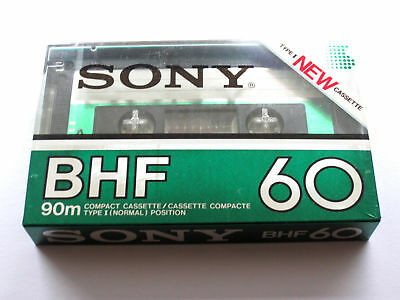 SONY®
TYPE I
NEW
CASSETTE
BHF 60
90m COMPACT CASSETTE/CASSETTE COMPACTE
TYPE I (NORMAL) POSITION
SONY BHF 60